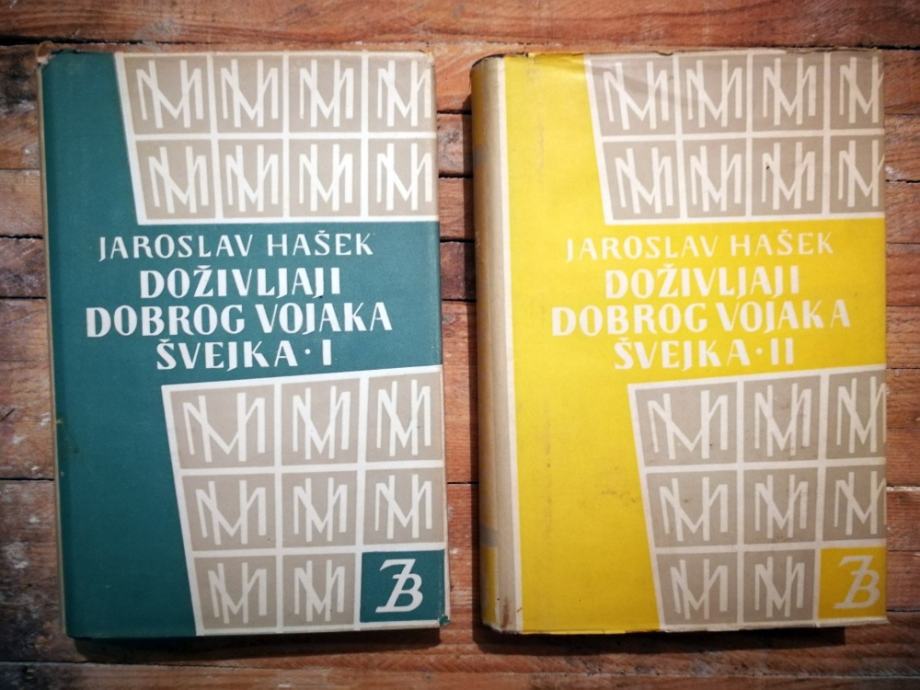 JAROSLAV HAŠEK
DOŽIVLJAJI
DOBROG VOJAKA
ŠVEJKA · I
JAROSLAV HAŠEK
DOŽIVLJAJI
DOBROG VOJAKA
ŠVEJKA · II